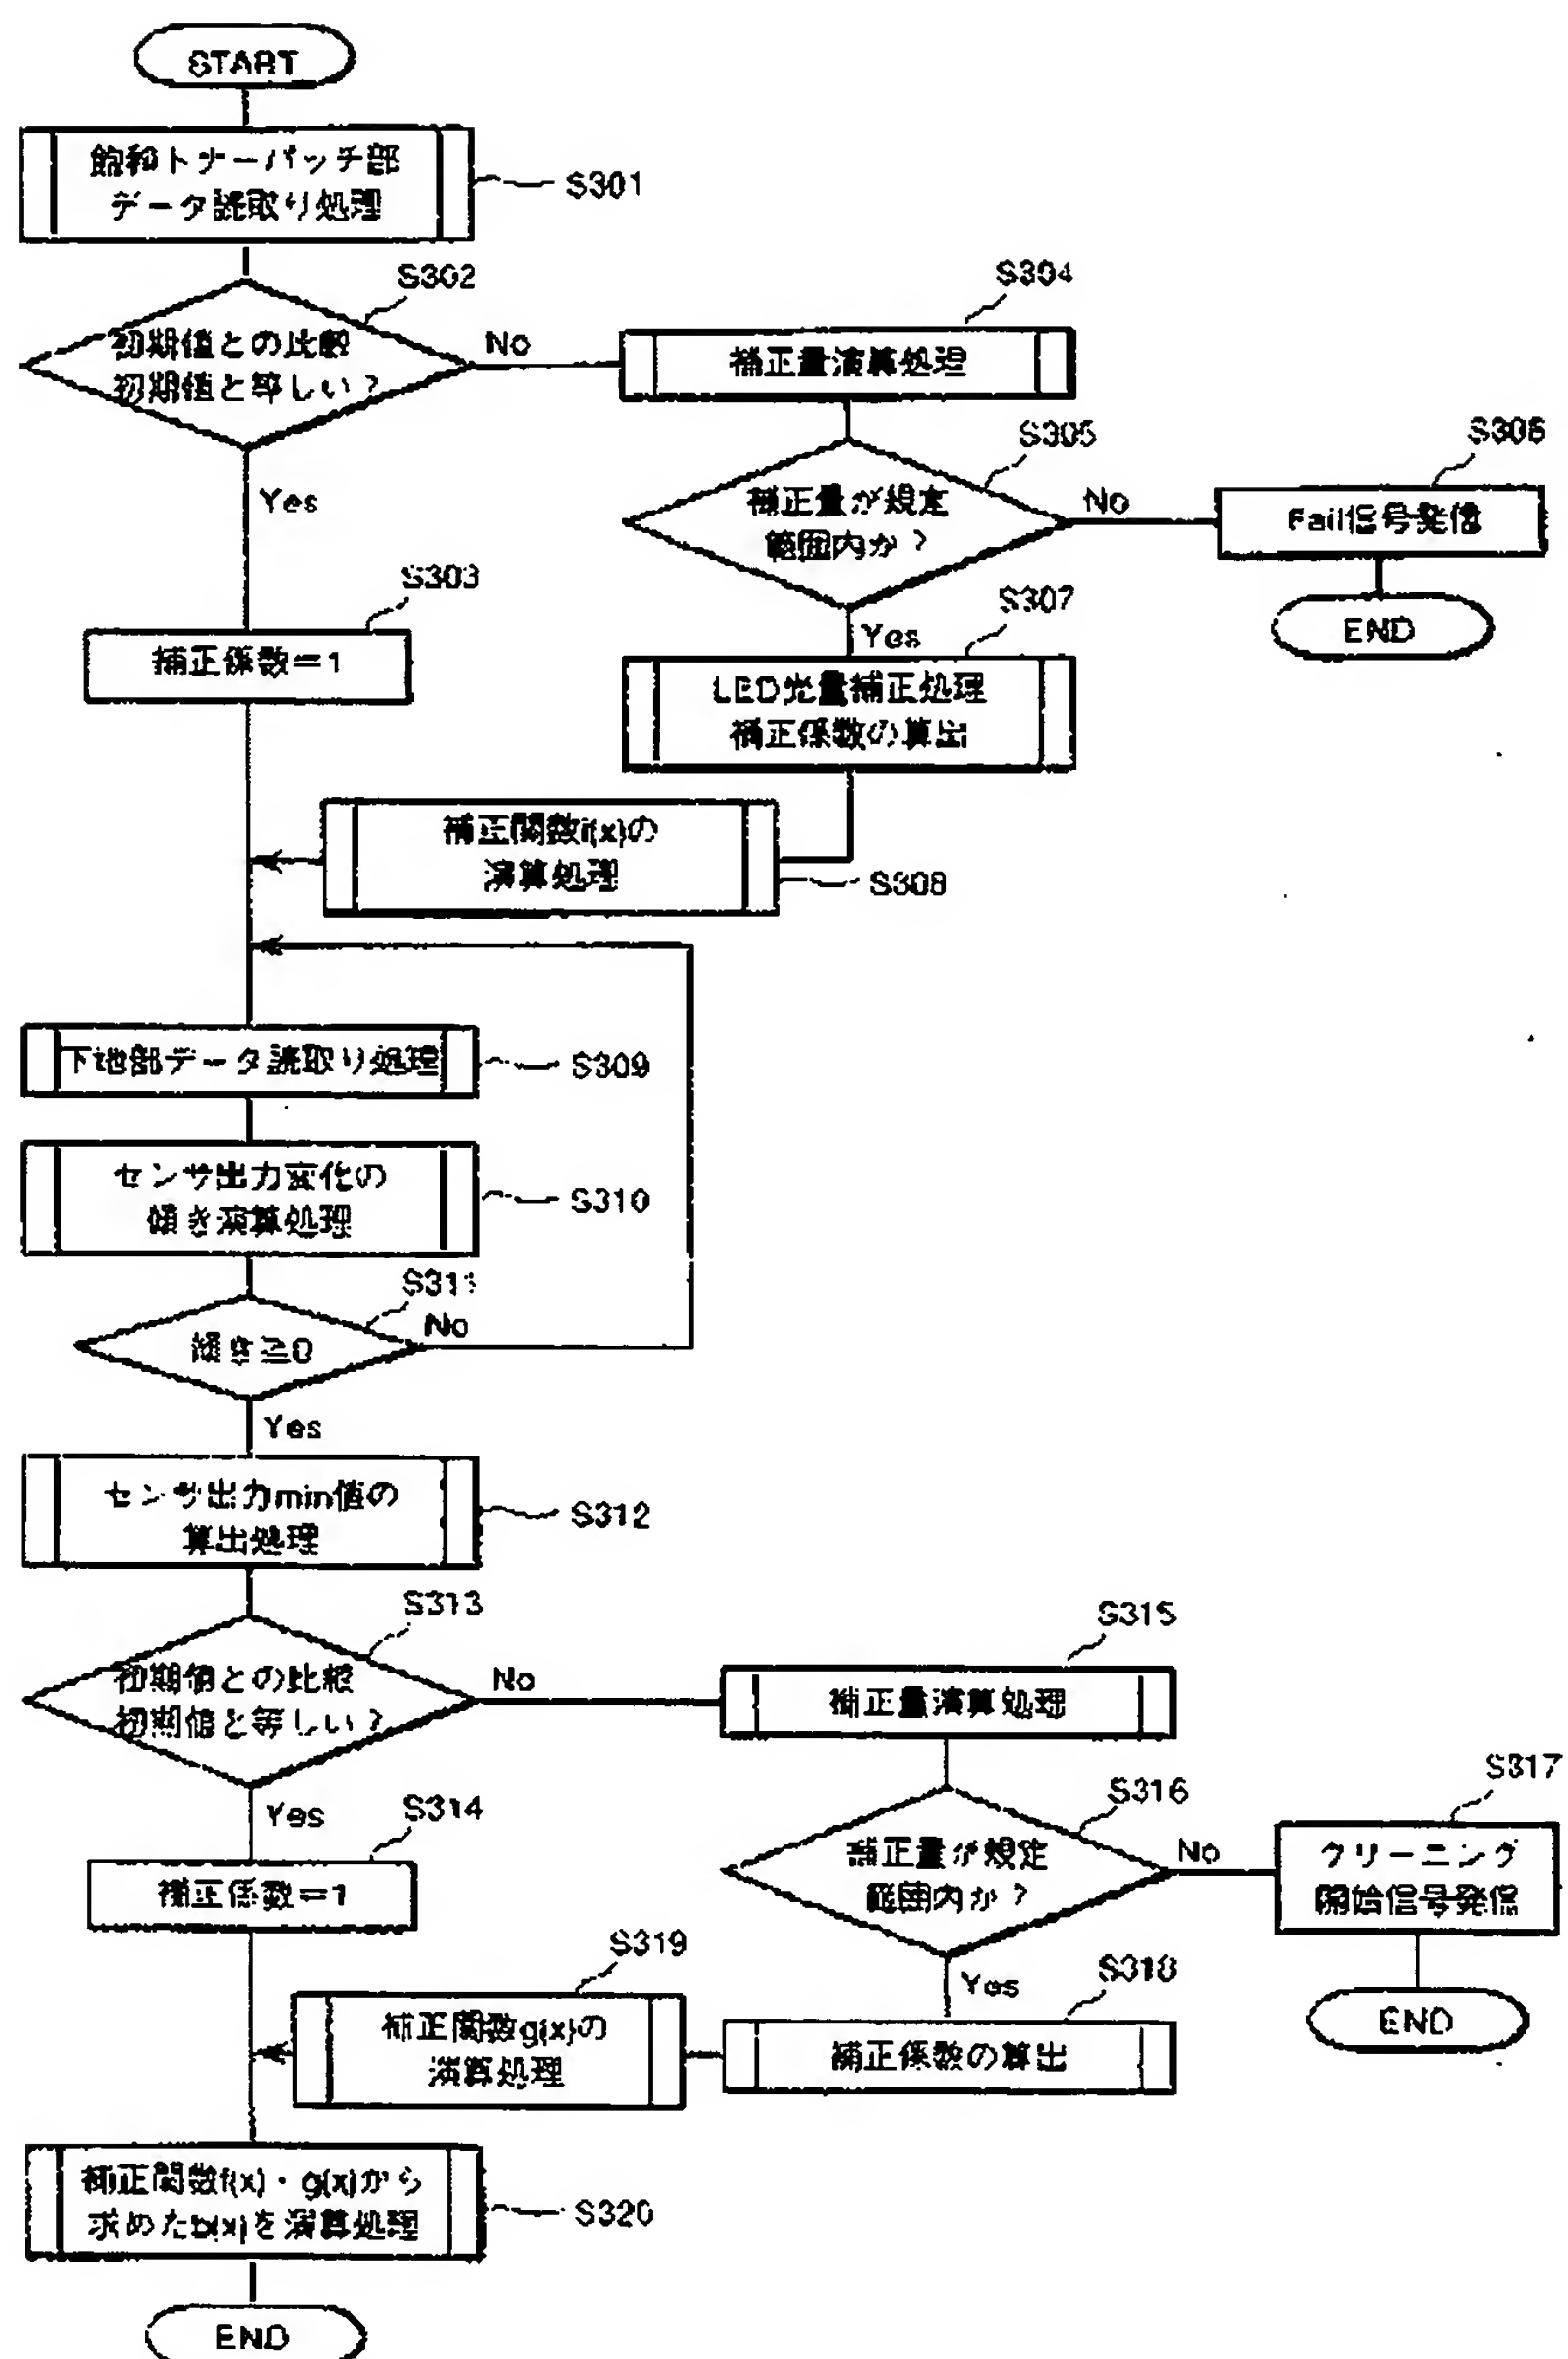 START
飽和トナーパッチ部
データ読取り処理
S301
S302
初期値との比較
初期値と等しい?
No
Yes
S304
補正量演算処理
S305
補正量が規定
範囲内か?
No
S306
Fail信号発信
END
S303
補正係数=1
Yes
S307
LED光量補正処理
補正係数の算出
補正関数f(x)の
演算処理
S308
下地部データ読取り処理
S309
センサ出力変化の
傾き演算処理
S310
S311
傾き≧0
No
Yes
センサ出力min値の
算出処理
S312
S313
初期値との比較
初期値と等しい?
No
Yes
S315
補正量演算処理
S316
補正量が規定
範囲内か?
No
S317
クリーニング
開始信号発信
END
S314
補正係数=1
Yes
S318
補正係数の算出
S319
補正関数g(x)の
演算処理
補正関数f(x)・g(x)から
求めたb(x)を演算処理
S320
END